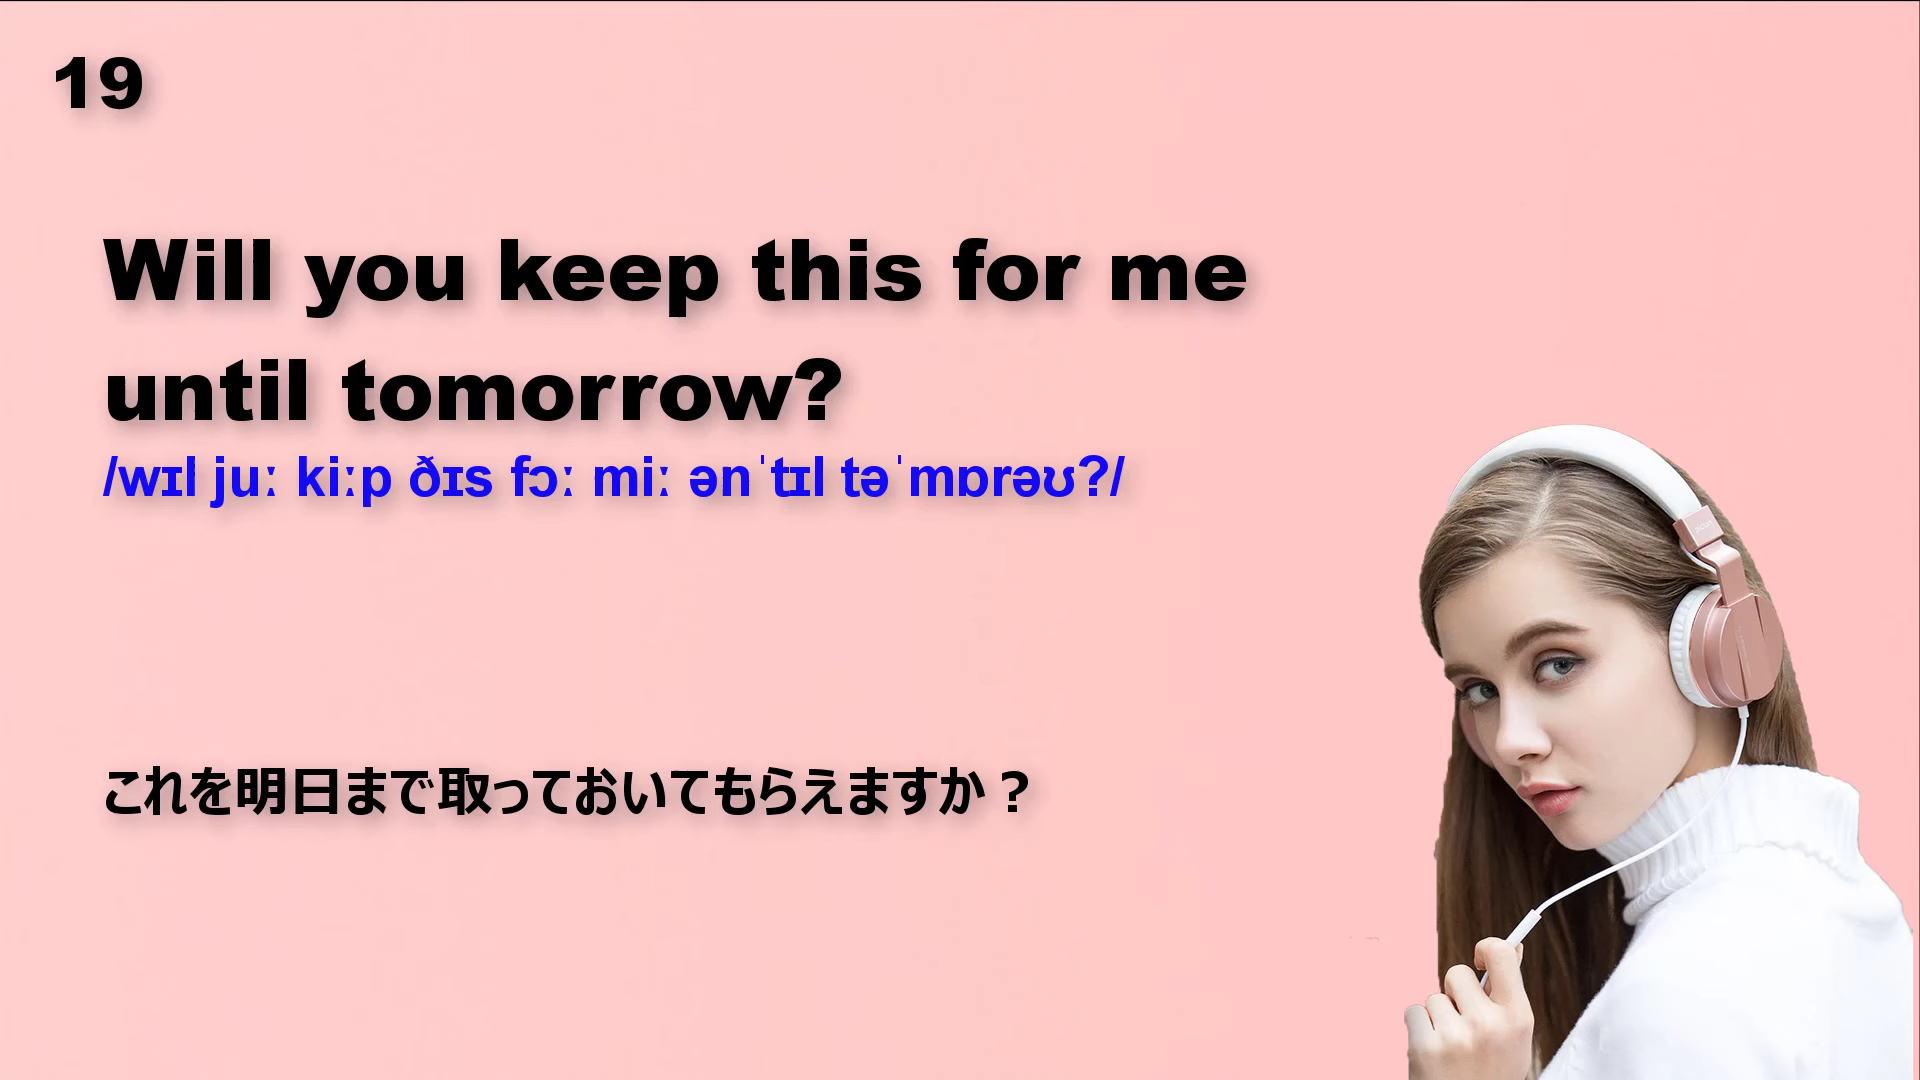 19
Will you keep this for me
until tomorrow?
/wɪl juː kiːp ðɪs fɔː miː ənˈtɪl təˈmɒrəʊ?/
これを明日まで取っておいてもらえますか？